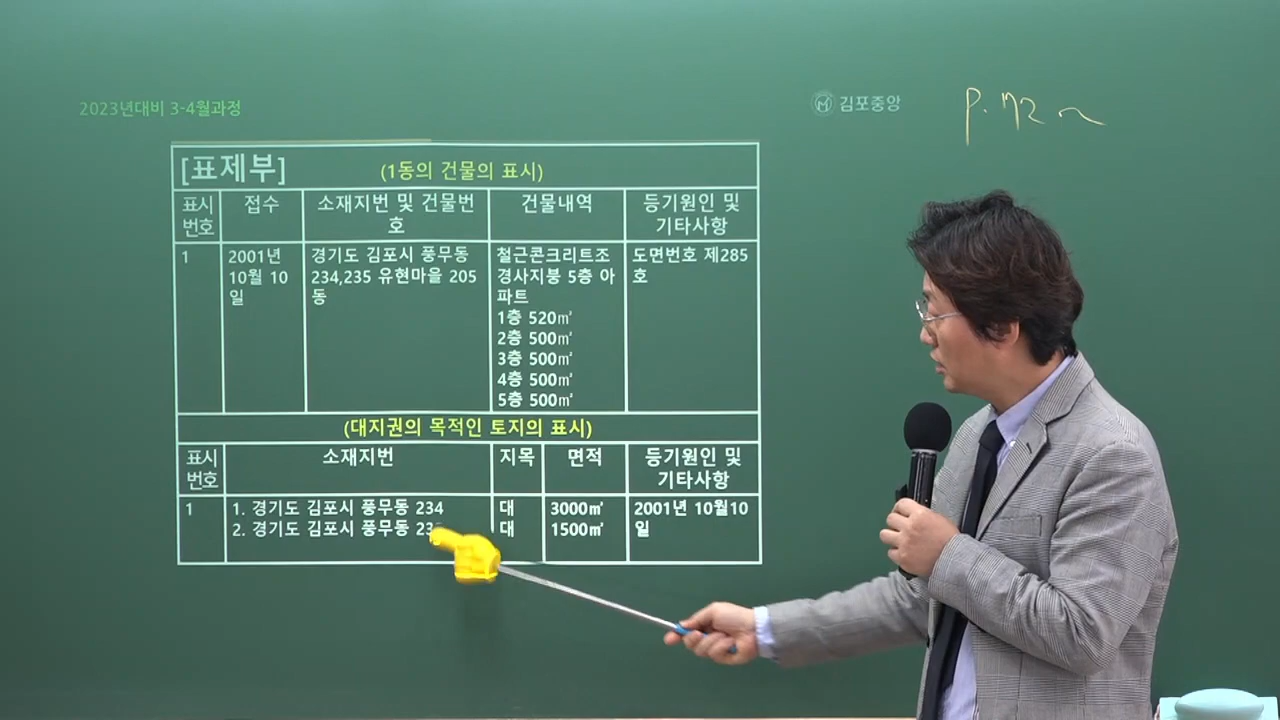 2023년대비 3-4월과정
김포중앙
p.
[표제부]
(1동의 건물의 표시)
표시
번호
접수
소재지번 및 건물번
호
건물내역
등기원인 및
기타사항
1
2001년
10월 10
일
경기도 김포시 풍무동
234,235 유현마을 205
동
철근콘크리트조
경사지붕 5층 아
파트
1층 520㎡
2층 500㎡
3층 500㎡
4층 500㎡
5층 500㎡
도면번호 제285
호
(대지권의 목적인 토지의 표시)
표시
번호
소재지번
지목
면적
등기원인 및
기타사항
1
1. 경기도 김포시 풍무동 234
2. 경기도 김포시 풍무동
대
대
3000㎡
1500㎡
2001년 10월10
일